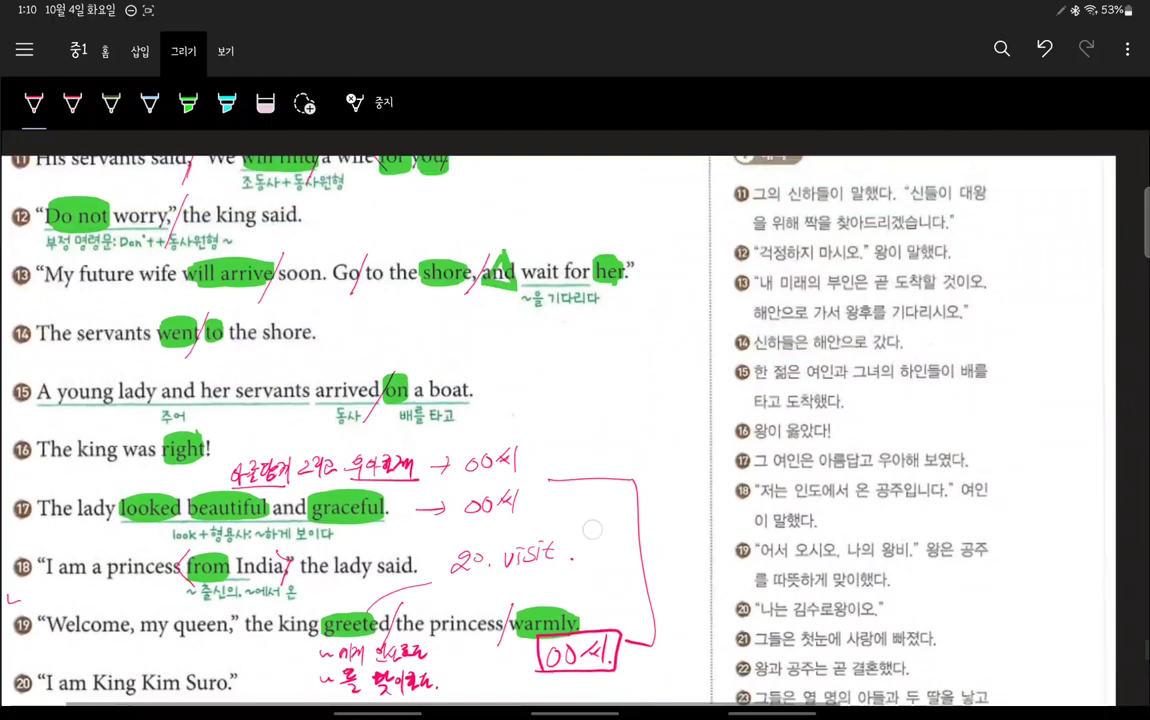 1:10 10월 4일 화요일 53%
중1 홈 삽입 그리기 보기
중지
⑪ His servants said, "We will find a wife for you."
조동사+동사원형
⑫ "Do not worry," the king said.
부정 명령문: Don't+동사원형~
⑬ "My future wife will arrive soon. Go to the shore, and wait for her."
~을 기다리다
⑭ The servants went to the shore.
⑮ A young lady and her servants arrived on a boat.
주어 동사 배를 타고
⑯ The king was right!
아름답게 그리고 우아하게 → 00씨
⑰ The lady looked beautiful and graceful. → 00씨
look+형용사: ~하게 보이다
20. visit.
⑱ "I am a princess from India," the lady said.
~ 출신의, ~에서 온
⑲ "Welcome, my queen," the king greeted the princess warmly.
~에게 인사하다
00씨.
~를 맞이하다.
⑳ "I am King Kim Suro."
⑪ 그의 신하들이 말했다. "신들이 대왕
을 위해 짝을 찾아드리겠습니다."
⑫ "걱정하지 마시오." 왕이 말했다.
⑬ "내 미래의 부인은 곧 도착할 것이오.
해안으로 가서 왕후를 기다리시오."
⑭ 신하들은 해안으로 갔다.
⑮ 한 젊은 여인과 그녀의 하인들이 배를
타고 도착했다.
⑯ 왕이 옳았다!
⑰ 그 여인은 아름답고 우아해 보였다.
⑱ "저는 인도에서 온 공주입니다." 여인
이 말했다.
⑲ "어서 오시오, 나의 왕비." 왕은 공주
를 따뜻하게 맞이했다.
⑳ "나는 김수로왕이오."
㉑ 그들은 첫눈에 사랑에 빠졌다.
㉒ 왕과 공주는 곧 결혼했다.
㉓ 그들은 열 명의 아들과 두 딸을 낳고